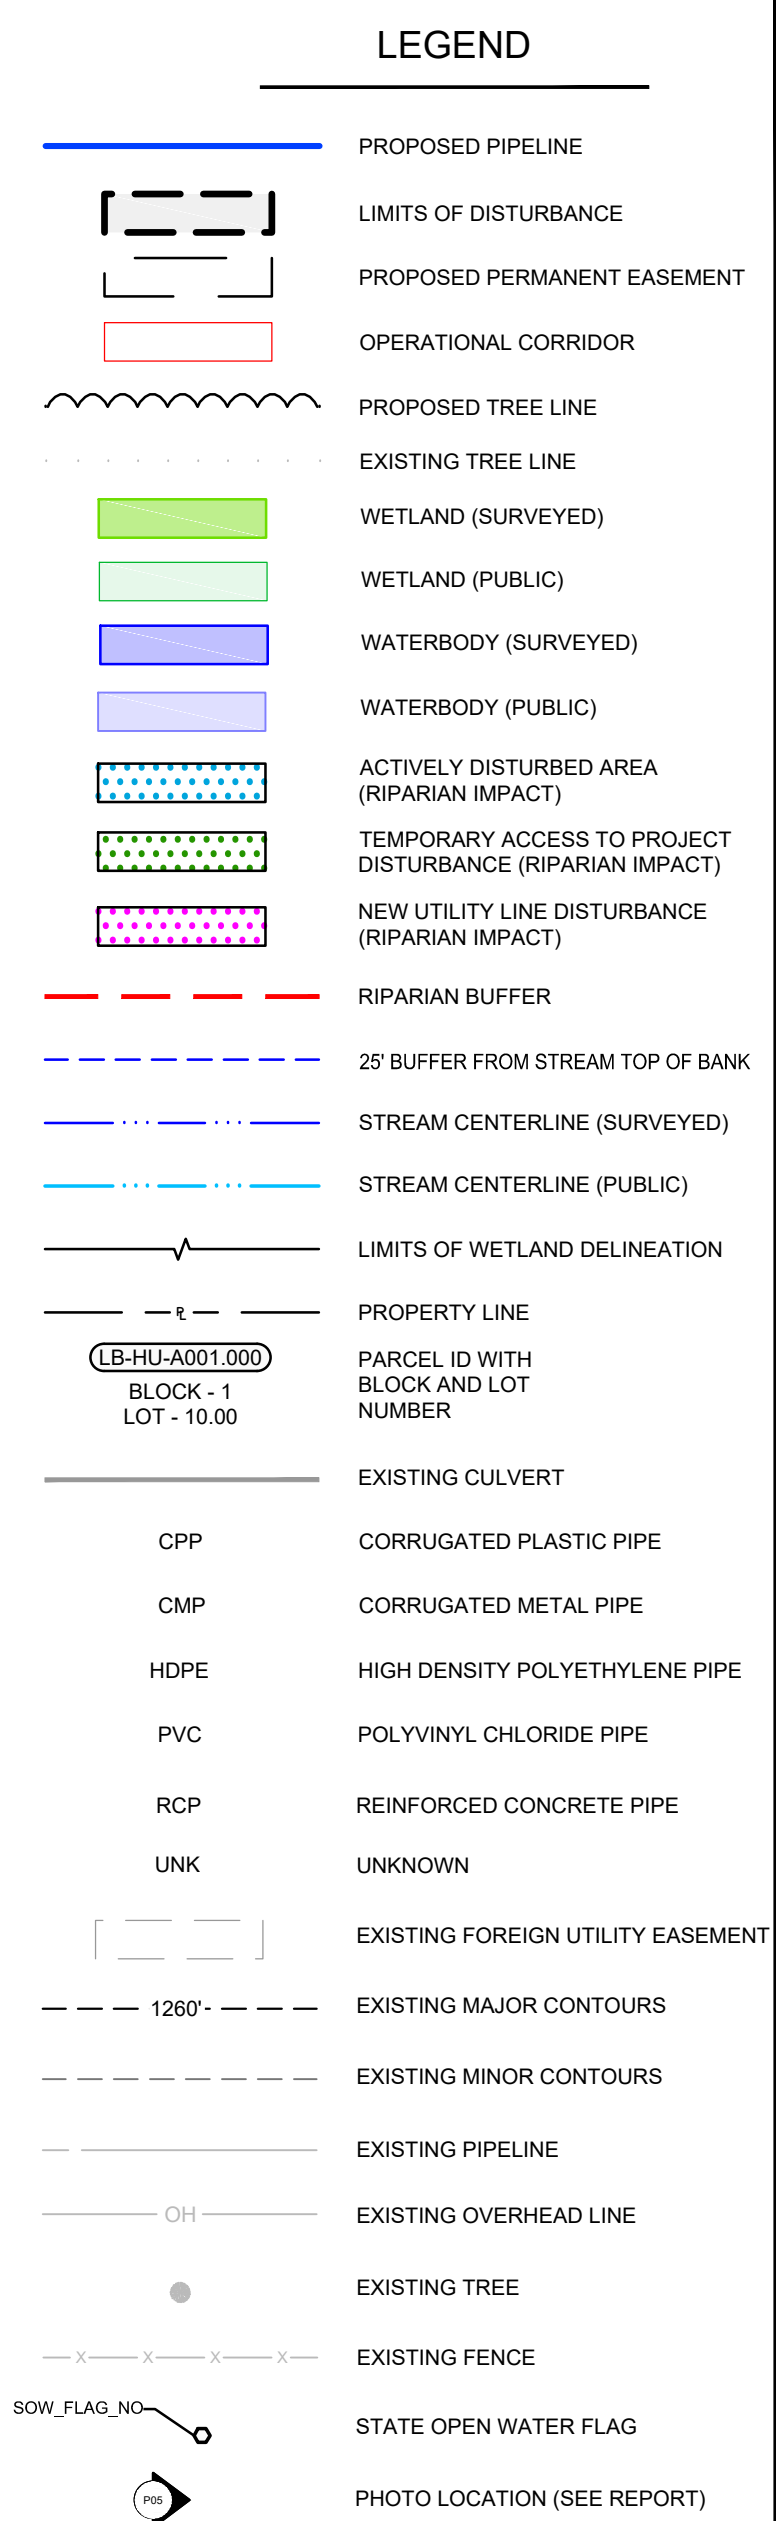 LEGEND
PROPOSED PIPELINE
LIMITS OF DISTURBANCE
PROPOSED PERMANENT EASEMENT
OPERATIONAL CORRIDOR
PROPOSED TREE LINE
EXISTING TREE LINE
WETLAND (SURVEYED)
WETLAND (PUBLIC)
WATERBODY (SURVEYED)
WATERBODY (PUBLIC)
ACTIVELY DISTURBED AREA
(RIPARIAN IMPACT)
TEMPORARY ACCESS TO PROJECT
DISTURBANCE (RIPARIAN IMPACT)
NEW UTILITY LINE DISTURBANCE
(RIPARIAN IMPACT)
RIPARIAN BUFFER
25' BUFFER FROM STREAM TOP OF BANK
STREAM CENTERLINE (SURVEYED)
STREAM CENTERLINE (PUBLIC)
LIMITS OF WETLAND DELINEATION
PL PROPERTY LINE
LB-HU-A001.000
BLOCK - 1
LOT - 10.00
PARCEL ID WITH
BLOCK AND LOT
NUMBER
EXISTING CULVERT
CPP CORRUGATED PLASTIC PIPE
CMP CORRUGATED METAL PIPE
HDPE HIGH DENSITY POLYETHYLENE PIPE
PVC POLYVINYL CHLORIDE PIPE
RCP REINFORCED CONCRETE PIPE
UNK UNKNOWN
EXISTING FOREIGN UTILITY EASEMENT
1260' EXISTING MAJOR CONTOURS
EXISTING MINOR CONTOURS
EXISTING PIPELINE
OH EXISTING OVERHEAD LINE
EXISTING TREE
X X X X EXISTING FENCE
SOW_FLAG_NO STATE OPEN WATER FLAG
P05 PHOTO LOCATION (SEE REPORT)